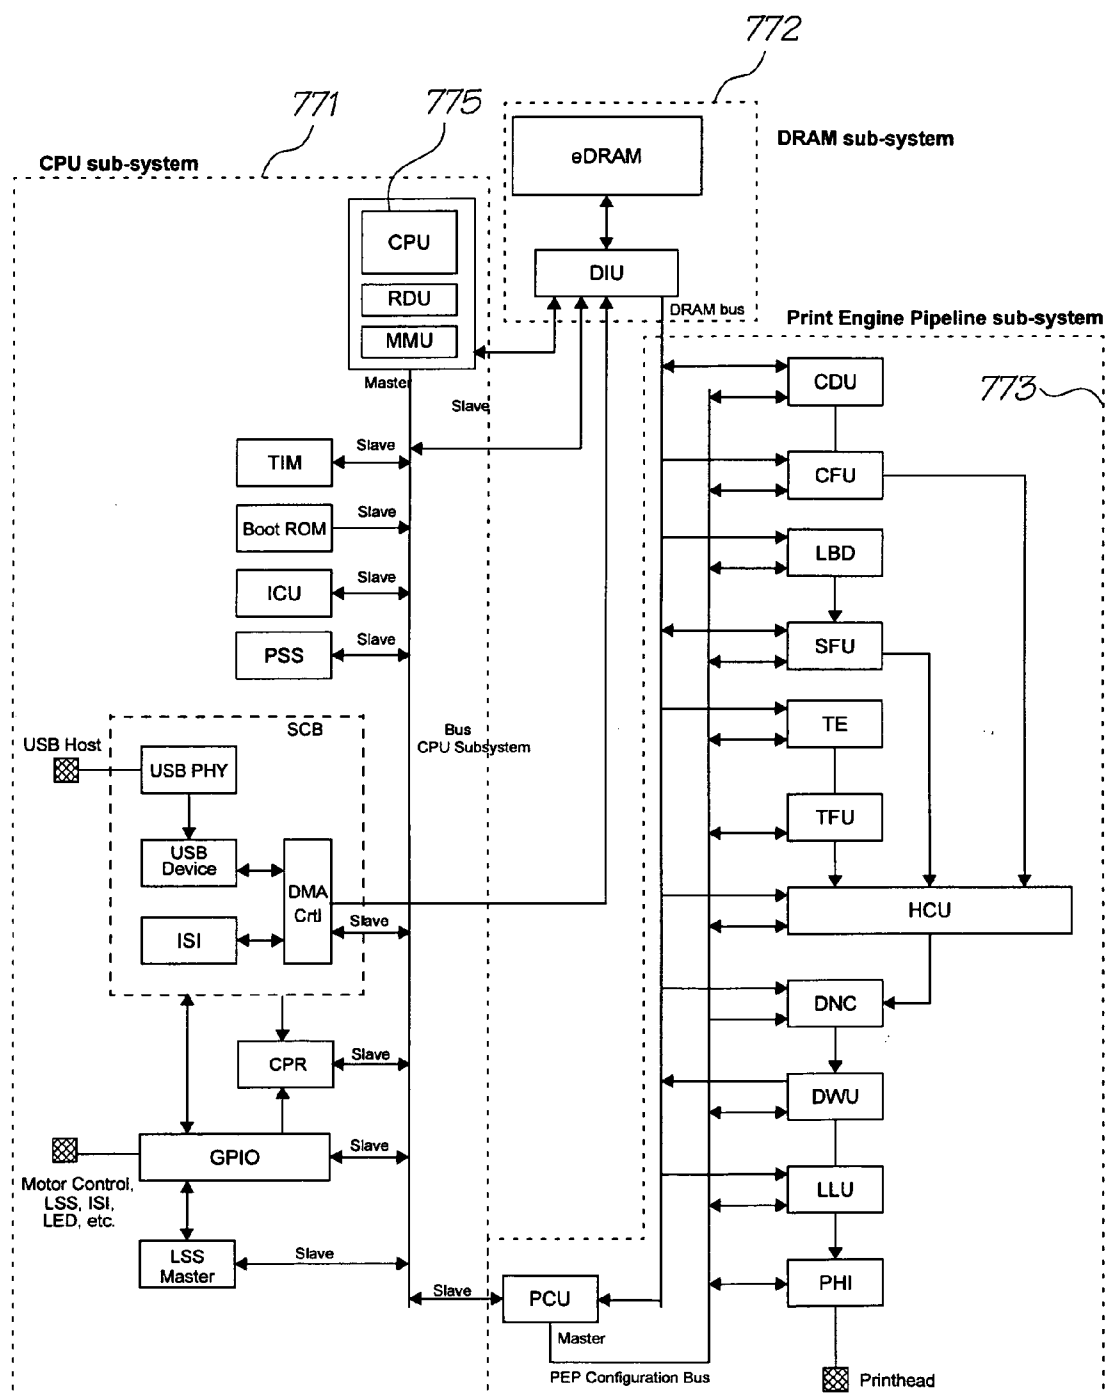 772
771
775
CPU sub-system
DRAM sub-system
eDRAM
CPU
DIU
RDU
DRAM bus
MMU
Print Engine Pipeline sub-system
Master
CDU
773
Slave
TIM
Slave
CFU
Boot ROM
Slave
LBD
ICU
Slave
PSS
Slave
SFU
SCB
Bus
CPU Subsystem
TE
USB Host
USB PHY
TFU
USB
Device
DMA
Crtl
HCU
ISI
Slave
DNC
CPR
Slave
DWU
GPIO
Slave
Motor Control,
LSS, ISI,
LED, etc.
LLU
LSS
Master
Slave
PHI
Slave
PCU
Master
PEP Configuration Bus
Printhead